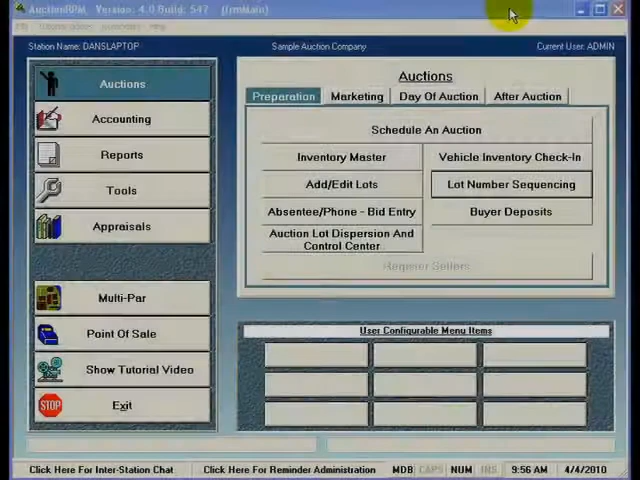 AuctionRPM, Version: 4.0 Build: 547 (frmMain)
Station Name: DANSLAPTOP Sample Auction Company Current User: ADMIN
Auctions
Accounting
Reports
Tools
Appraisals
Multi-Par
Point Of Sale
Show Tutorial Video
STOP Exit
Auctions
Preparation Marketing Day Of Auction After Auction
Schedule An Auction
Inventory Master Vehicle Inventory Check-In
Add/Edit Lots Lot Number Sequencing
Absentee/Phone - Bid Entry Buyer Deposits
Auction Lot Dispersion And
Control Center
Register Sellers
User Configurable Menu Items
Click Here For Inter-Station Chat Click Here For Reminder Administration MDB CAPS NUM INS 9:56 AM 4/4/2010